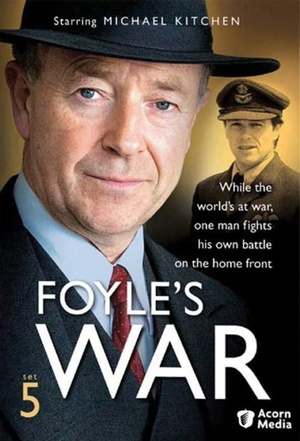 Starring MICHAEL KITCHEN
While the
world's at war,
one man fights
his own battle
on the home front
FOYLE'S
WAR
set
5
Acorn
Media